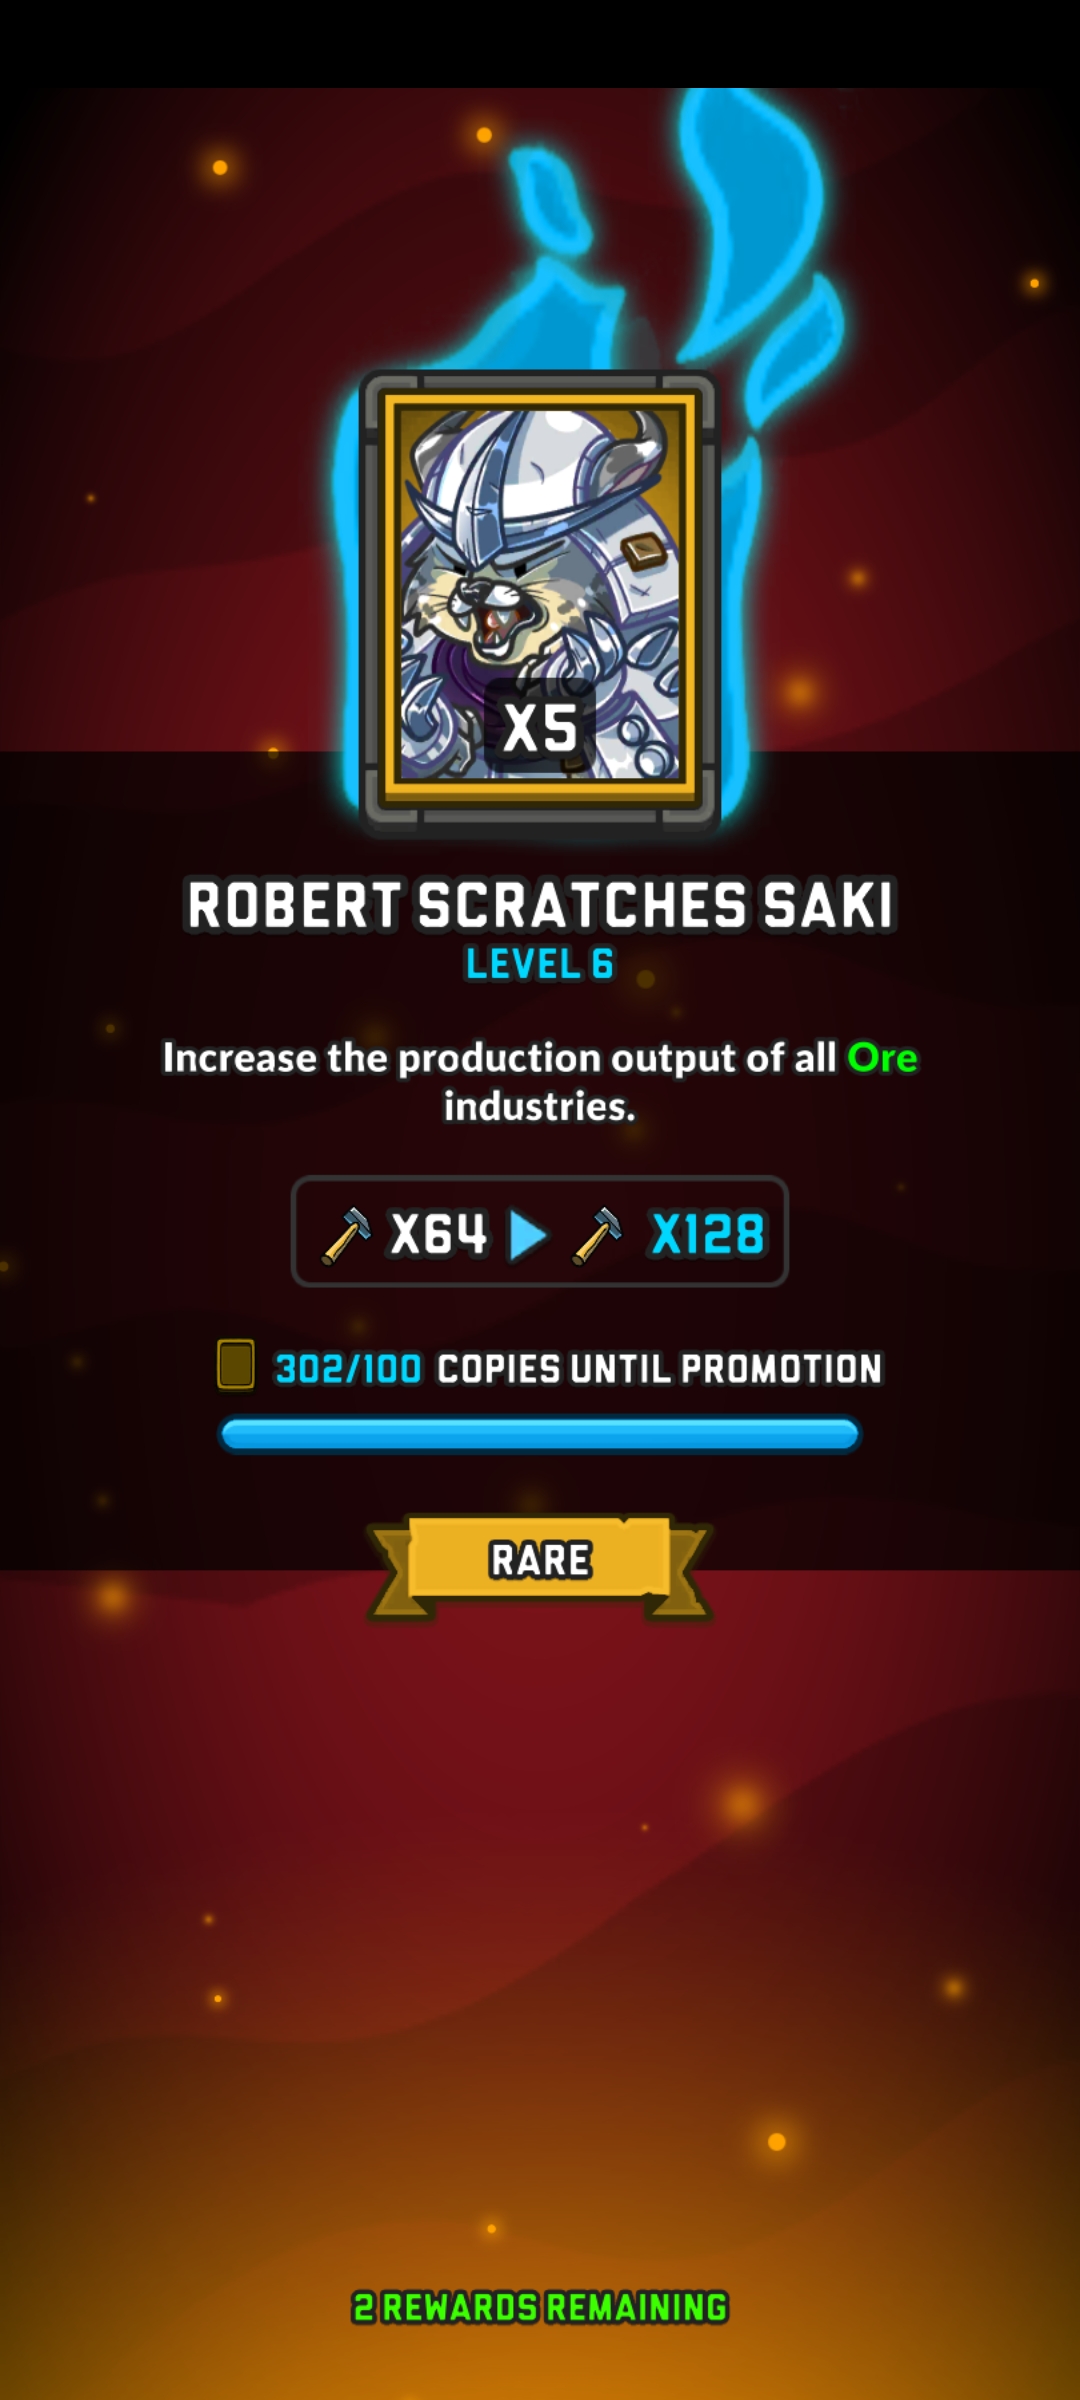 X5
ROBERT SCRATCHES SAKI
LEVEL 6
Increase the production output of all Ore
industries.
X64 X128
302/100 COPIES UNTIL PROMOTION
RARE
2 REWARDS REMAINING